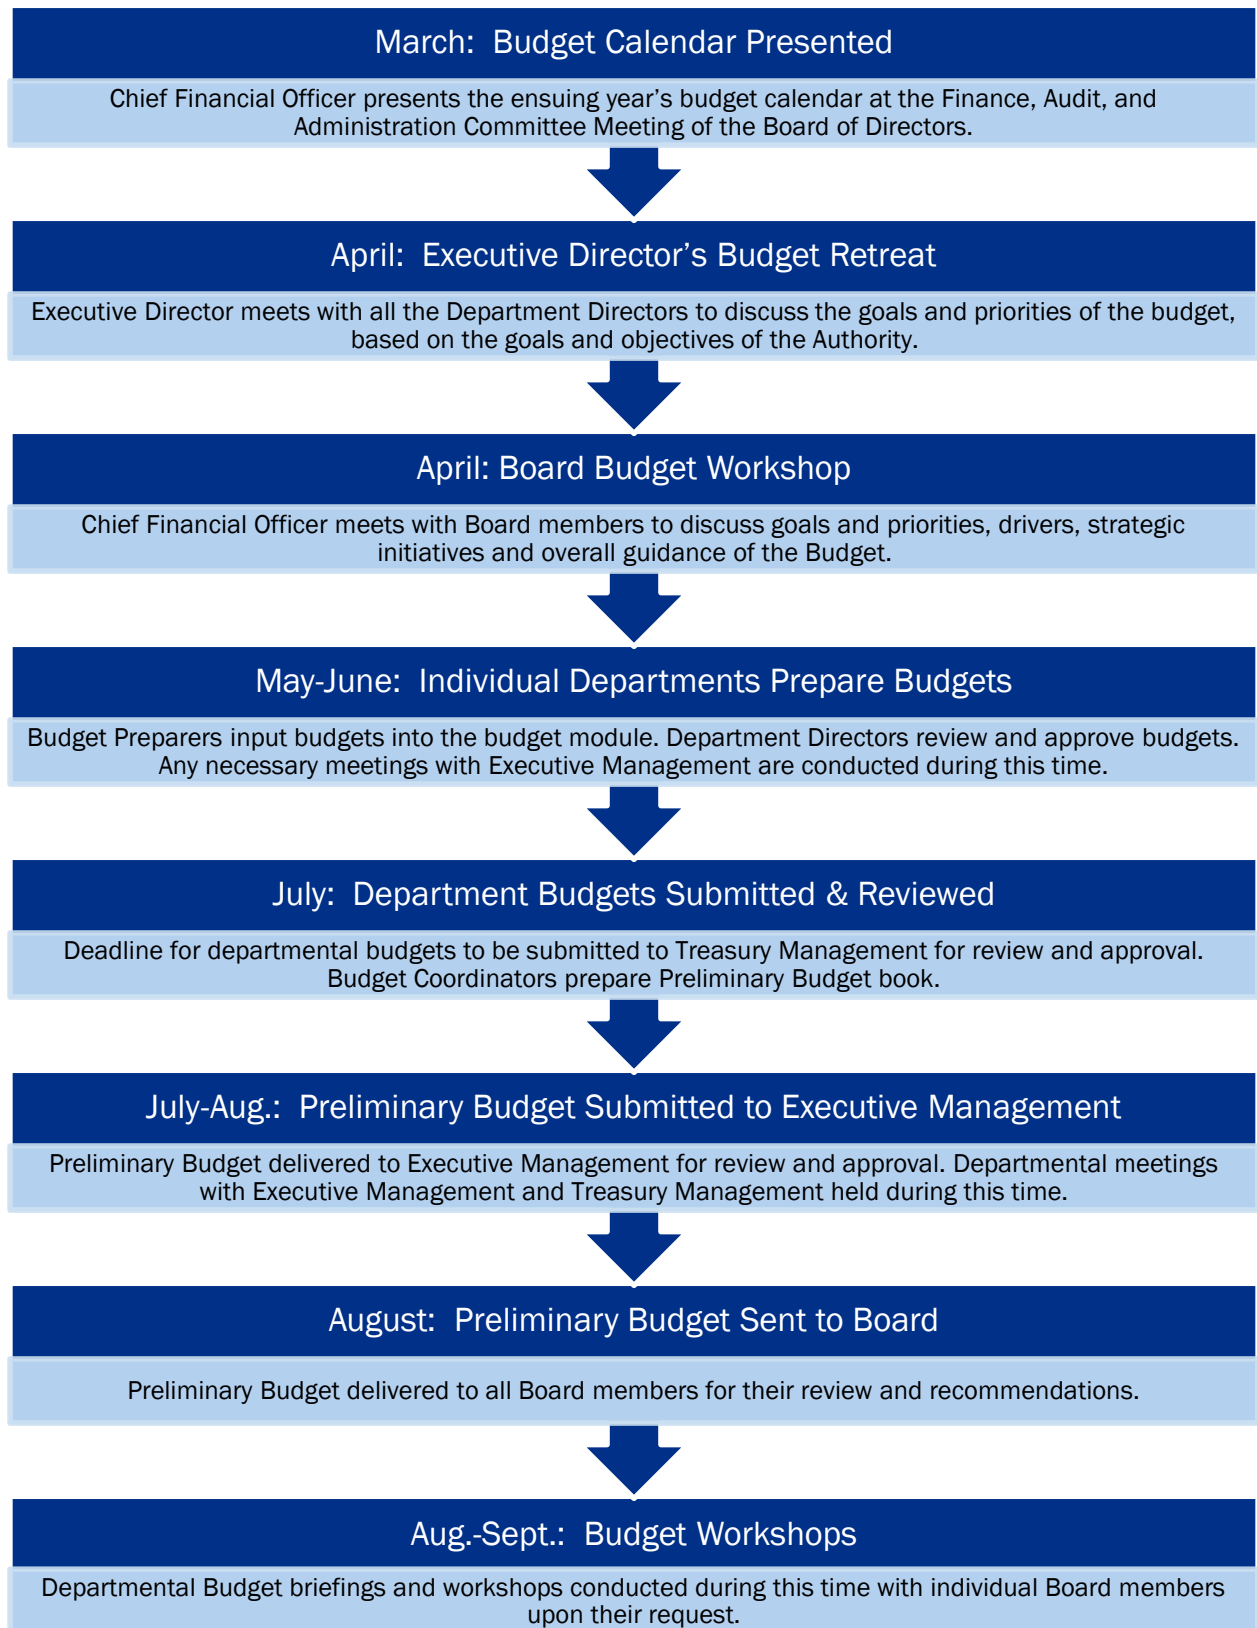 March:  Budget Calendar Presented
Chief Financial Officer presents the ensuing year’s budget calendar at the Finance, Audit, and
Administration Committee Meeting of the Board of Directors.
April:  Executive Director’s Budget Retreat
Executive Director meets with all the Department Directors to discuss the goals and priorities of the budget,
based on the goals and objectives of the Authority.
April: Board Budget Workshop
Chief Financial Officer meets with Board members to discuss goals and priorities, drivers, strategic
initiatives and overall guidance of the Budget.
May-June:  Individual Departments Prepare Budgets
Budget Preparers input budgets into the budget module. Department Directors review and approve budgets.
Any necessary meetings with Executive Management are conducted during this time.
July:  Department Budgets Submitted & Reviewed
Deadline for departmental budgets to be submitted to Treasury Management for review and approval.
Budget Coordinators prepare Preliminary Budget book.
July-Aug.:  Preliminary Budget Submitted to Executive Management
Preliminary Budget delivered to Executive Management for review and approval. Departmental meetings
with Executive Management and Treasury Management held during this time.
August:  Preliminary Budget Sent to Board
Preliminary Budget delivered to all Board members for their review and recommendations.
Aug.-Sept.:  Budget Workshops
Departmental Budget briefings and workshops conducted during this time with individual Board members
upon their request.